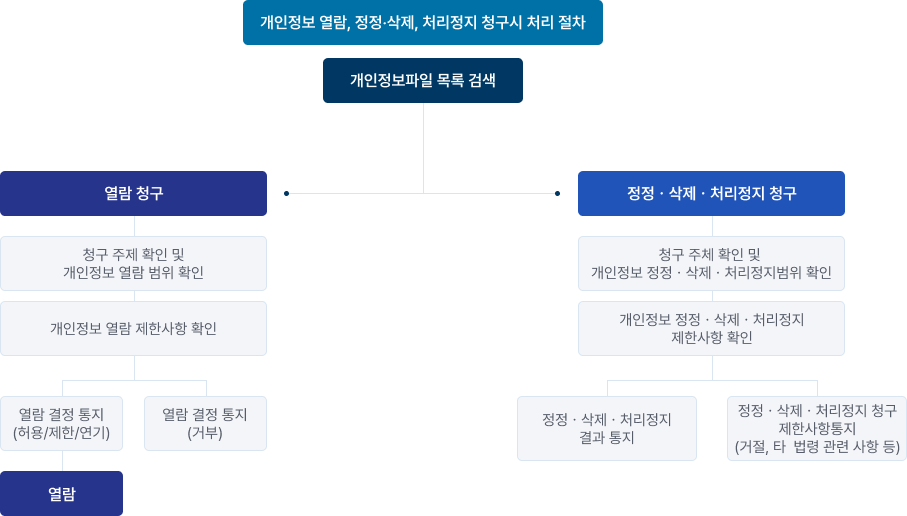 개인정보 열람, 정정·삭제, 처리정지 청구시 처리 절차
개인정보파일 목록 검색
열람 청구
청구 주제 확인 및
개인정보 열람 범위 확인
개인정보 열람 제한사항 확인
열람 결정 통지
(허용/제한/연기)
열람 결정 통지
(거부)
열람
정정 · 삭제 · 처리정지 청구
청구 주체 확인 및
개인정보 정정 · 삭제 · 처리정지범위 확인
개인정보 정정 · 삭제 · 처리정지
제한사항 확인
정정 · 삭제 · 처리정지
결과 통지
정정 · 삭제 · 처리정지 청구
제한사항통지
(거절, 타  법령 관련 사항 등)